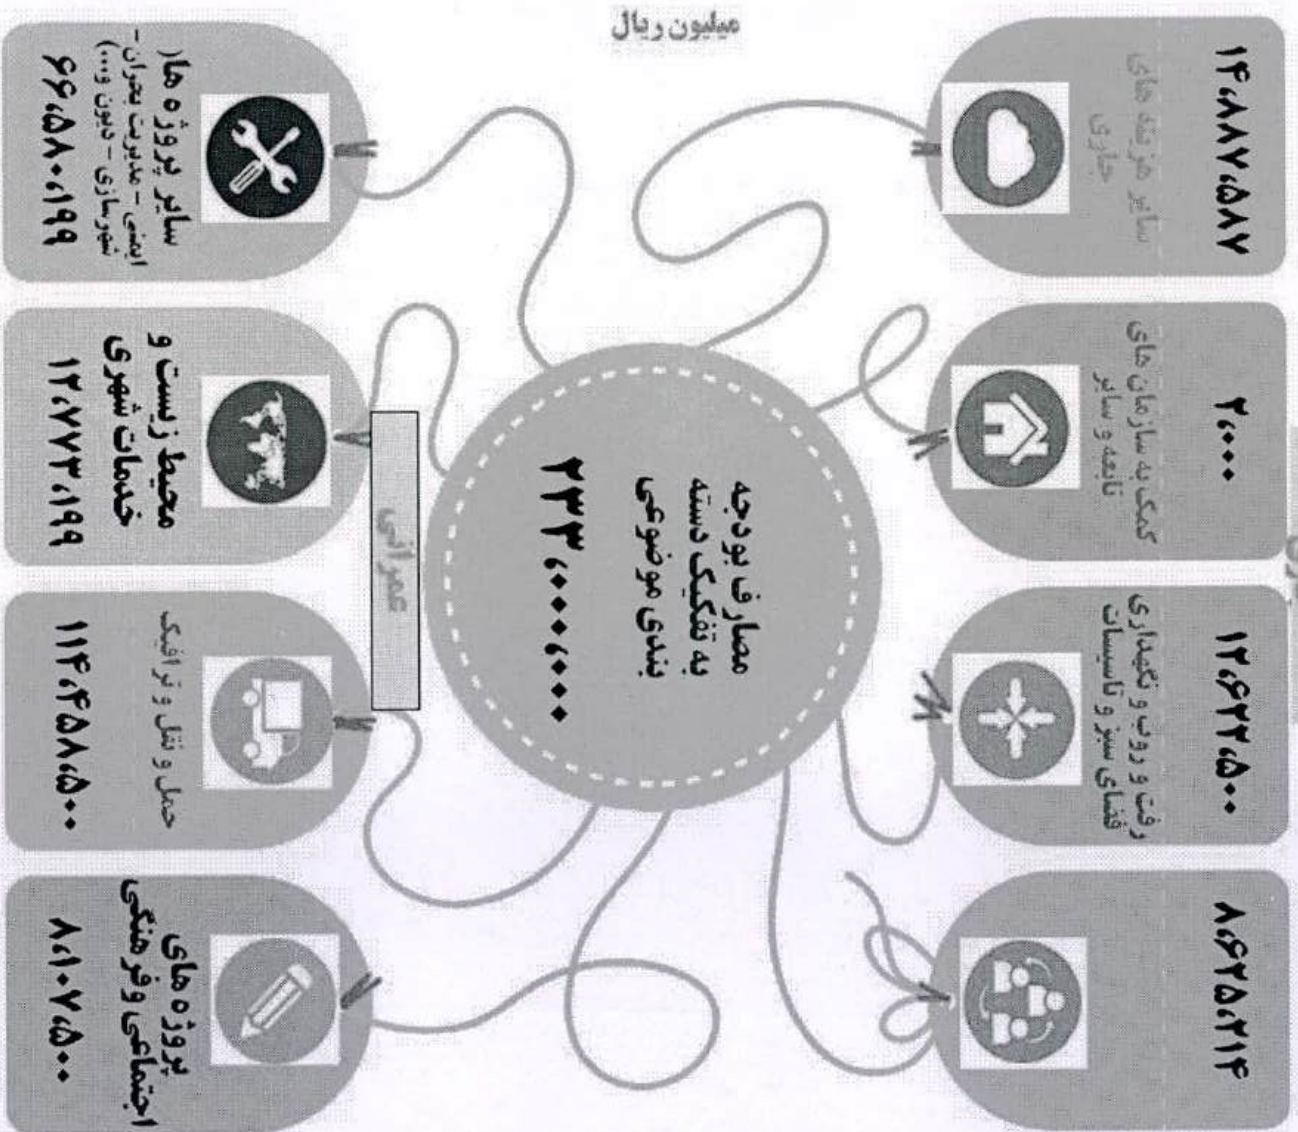 میلیون ریال
۱۴،۸۸۷،۵۸۷
سایر هزینه های
جاری
۲،۰۰۰
کمک به سازمان های
تابعه و سایر
۱۲،۶۲۲،۵۰۰
رفت و روب و نگهداری
فضای سبز و تاسیسات
۸،۶۲۵،۲۱۴
مصارف بودجه
به تفکیک دسته
بندی موضوعی
۲۳۳،۰۰۰،۰۰۰
عمرانی
سایر پروژه ها(
ایمنی - مدیریت بحران -
شهرسازی - دیون و...)
۶۶،۵۸۰،۱۹۹
محیط زیست و
خدمات شهری
۱۲،۷۷۳،۱۹۹
حمل و نقل و ترافیک
۱۱۴،۴۵۸،۵۰۰
پروژه های
اجتماعی و فرهنگی
۸،۱۰۷،۵۰۰